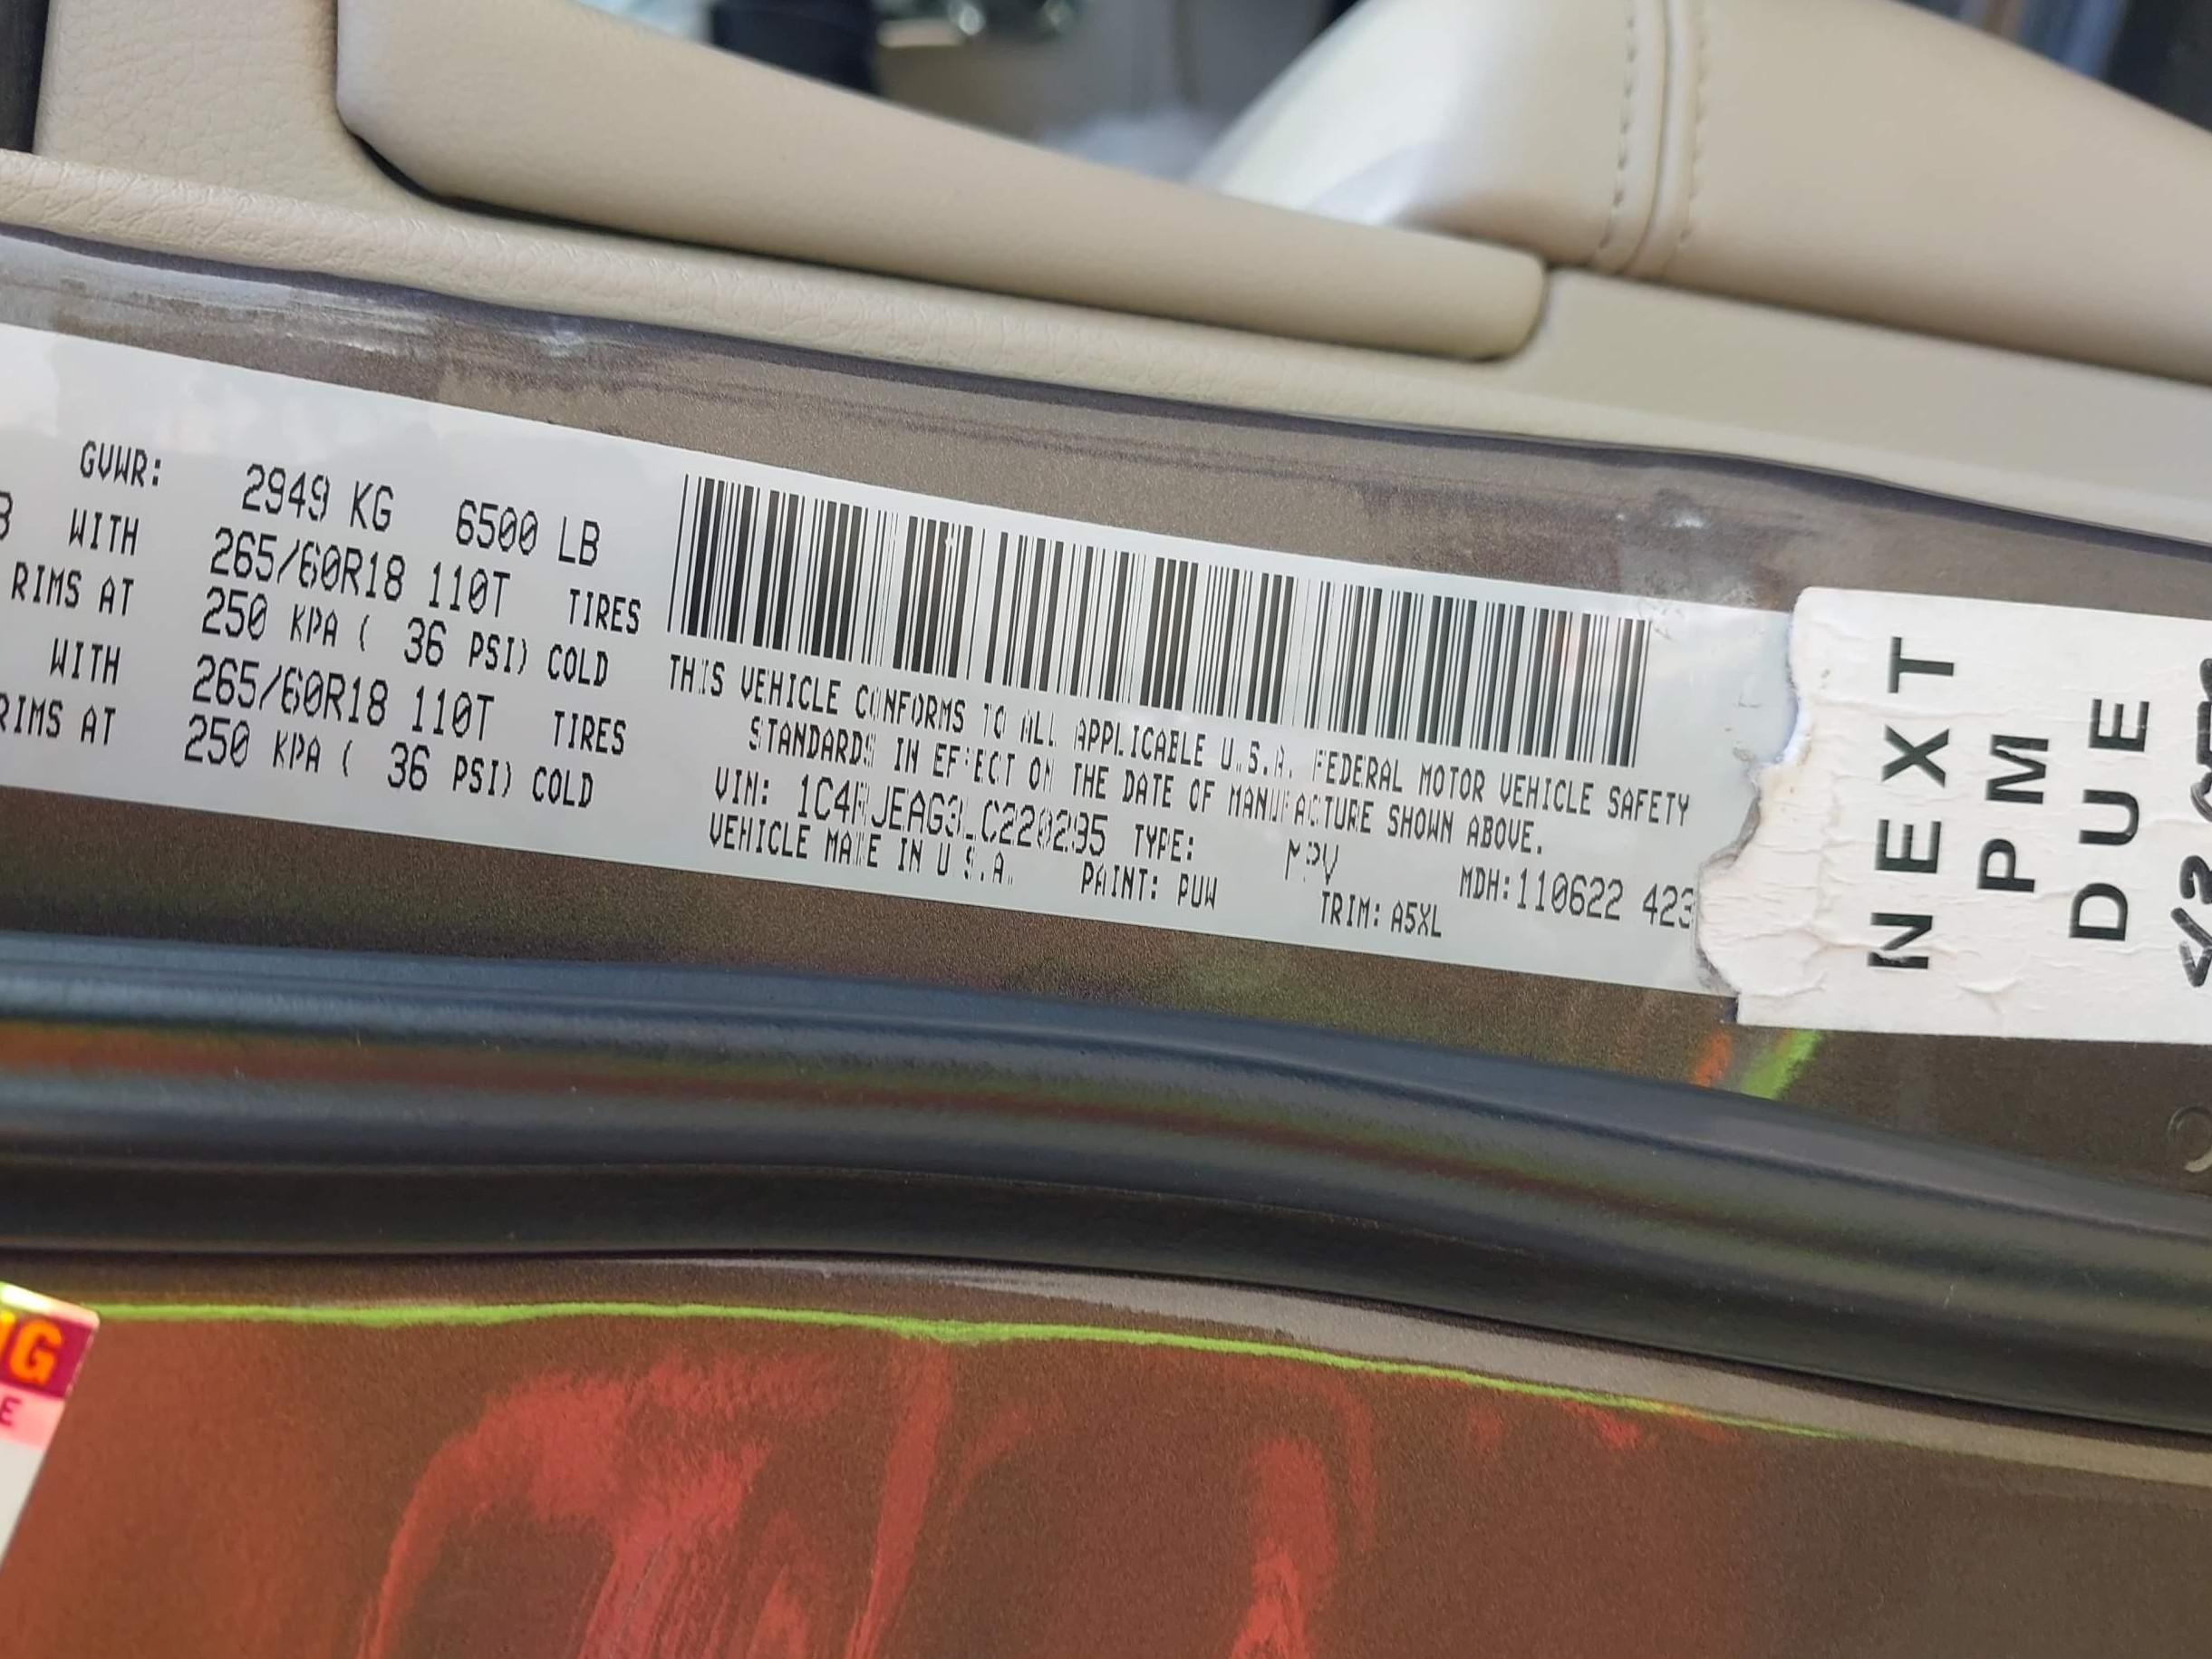 GVWR: 2949 KG 6500 LB
WITH 265/60R18 110T TIRES
RIMS AT 250 KPA ( 36 PSI) COLD
WITH 265/60R18 110T TIRES
RIMS AT 250 KPA ( 36 PSI) COLD
THIS VEHICLE CONFORMS TO ALL APPLICABLE U.S.A. FEDERAL MOTOR VEHICLE SAFETY
STANDARDS IN EFFECT ON THE DATE OF MANUFACTURE SHOWN ABOVE.
VIN: 1C4RJEAG3LC220295 TYPE: MPV MDH:110622 423
VEHICLE MADE IN U.S.A. PAINT: PUW TRIM: A5XL
NEXT
PM
DUE